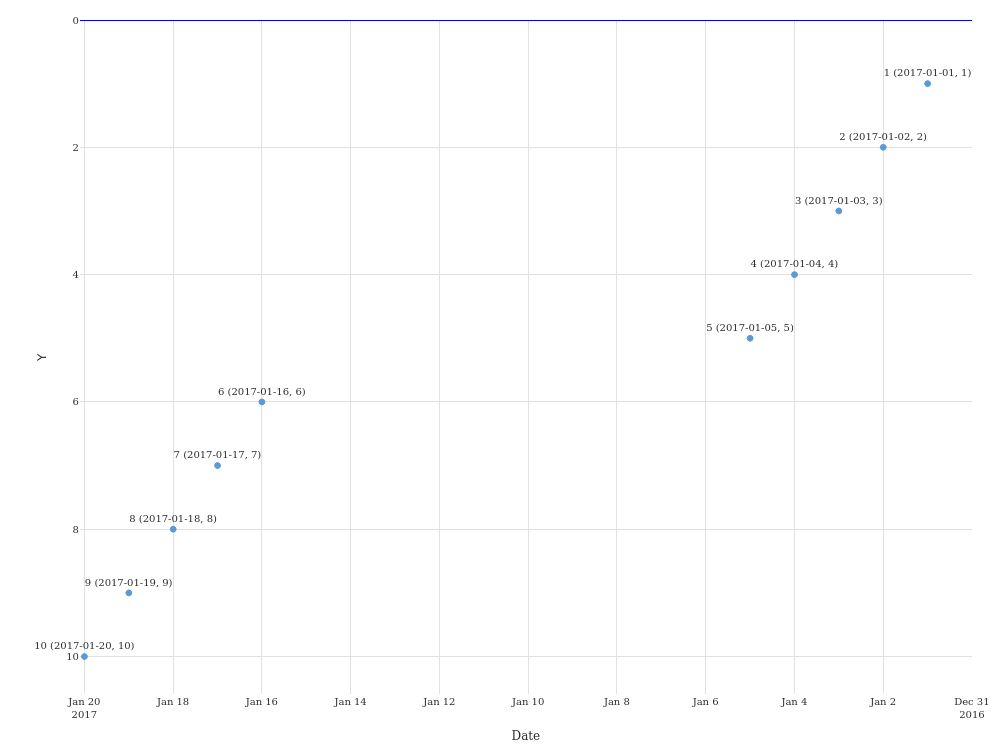 0
1 (2017-01-01, 1)
2 (2017-01-02, 2)
2
3 (2017-01-03, 3)
4 (2017-01-04, 4)
4
5 (2017-01-05, 5)
Y
6 (2017-01-16, 6)
6
7 (2017-01-17, 7)
8 (2017-01-18, 8)
8
9 (2017-01-19, 9)
10 (2017-01-20, 10)
10
Jan 20 Jan 18 Jan 16 Jan 14 Jan 12 Jan 10 Jan 8 Jan 6 Jan 4 Jan 2 Dec 31
2017 2016
Date